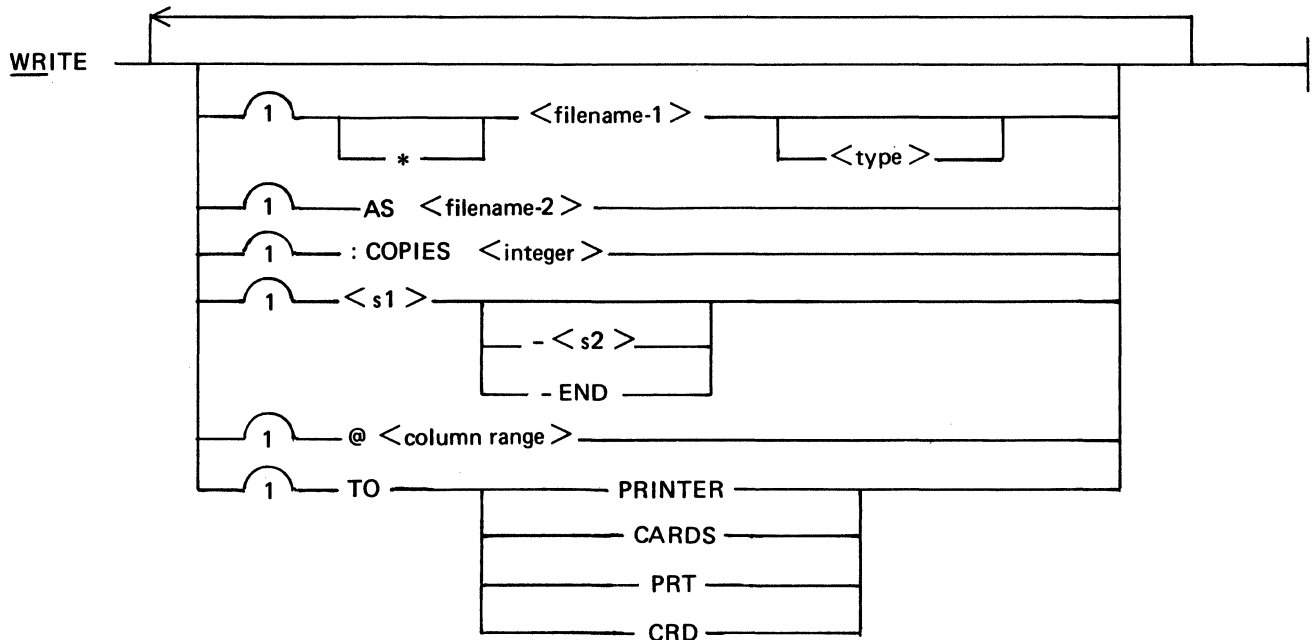 WRITE
1 <filename-1>
* <type>
1 AS <filename-2>
1 : COPIES <integer>
1 <s1>
- <s2>
- END
1 @ <column range>
1 TO PRINTER
CARDS
PRT
CRD